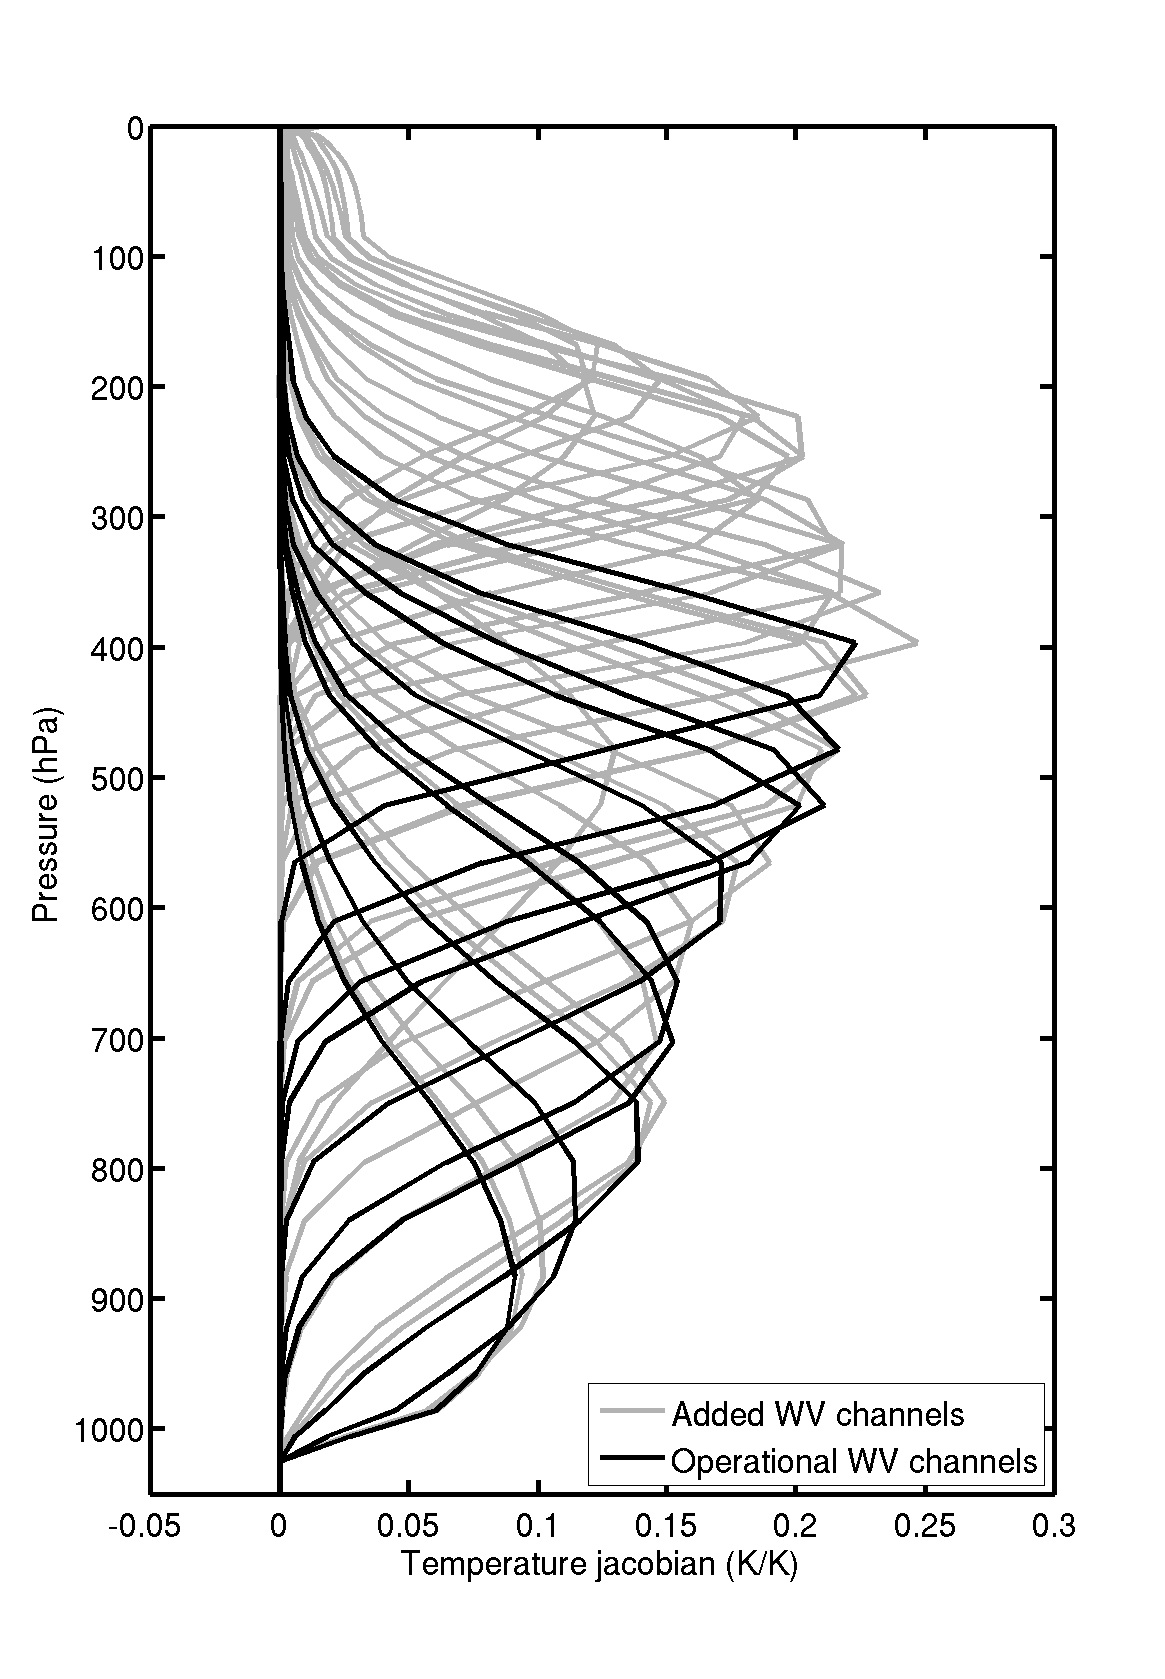 0
100
200
300
400
500
600
700
800
900
1000
Pressure (hPa)
Added WV channels
Operational WV channels
-0.05 0 0.05 0.1 0.15 0.2 0.25 0.3
Temperature jacobian (K/K)